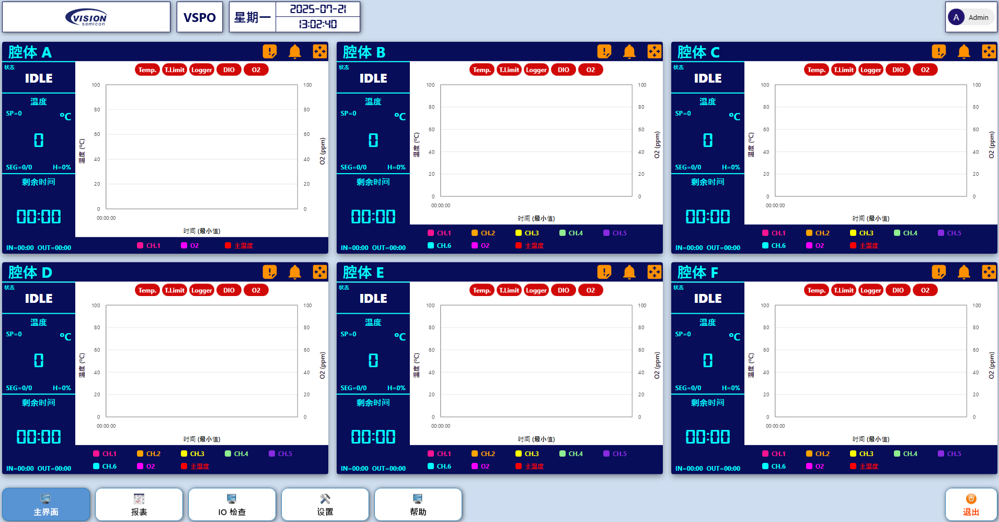 VISION
semicon
VSPO
星期一
2025-07-21
13:02:40
A
Admin
腔体 A
状态
IDLE
温度
SP=0
ºC
0
SEG=0/0 H=0%
剩余时间
00:00
IN=00:00 OUT=00:00
Temp. T.Limit Logger DIO O2
100 100
80 80
60 60
40 40
20 20
0 0
00:00:00
温度 (ºC)
O2 (ppm)
时间 (最小值)
CH.1 O2 主温度
腔体 B
状态
IDLE
温度
SP=0
ºC
0
SEG=0/0 H=0%
剩余时间
00:00
IN=00:00 OUT=00:00
Temp. T.Limit Logger DIO O2
100 100
80 80
60 60
40 40
20 20
0 0
00:00:00
温度 (ºC)
O2 (ppm)
时间 (最小值)
CH.1 CH.2 CH.3 CH.4 CH.5
CH.6 O2 主温度
腔体 C
状态
IDLE
温度
SP=0
ºC
0
SEG=0/0 H=0%
剩余时间
00:00
IN=00:00 OUT=00:00
Temp. T.Limit Logger DIO O2
100 100
80 80
60 60
40 40
20 20
0 0
00:00:00
温度 (ºC)
O2 (ppm)
时间 (最小值)
CH.1 CH.2 CH.3 CH.4 CH.5
CH.6 O2 主温度
腔体 D
状态
IDLE
温度
SP=0
ºC
0
SEG=0/0 H=0%
剩余时间
00:00
IN=00:00 OUT=00:00
Temp. T.Limit Logger DIO O2
100 100
80 80
60 60
40 40
20 20
0 0
00:00:00
温度 (ºC)
O2 (ppm)
时间 (最小值)
CH.1 CH.2 CH.3 CH.4 CH.5
CH.6 O2 主温度
腔体 E
状态
IDLE
温度
SP=0
ºC
0
SEG=0/0 H=0%
剩余时间
00:00
IN=00:00 OUT=00:00
Temp. T.Limit Logger DIO O2
100 100
80 80
60 60
40 40
20 20
0 0
00:00:00
温度 (ºC)
O2 (ppm)
时间 (最小值)
CH.1 CH.2 CH.3 CH.4 CH.5
CH.6 O2 主温度
腔体 F
状态
IDLE
温度
SP=0
ºC
0
SEG=0/0 H=0%
剩余时间
00:00
IN=00:00 OUT=00:00
Temp. T.Limit Logger DIO O2
100 100
80 80
60 60
40 40
20 20
0 0
00:00:00
温度 (ºC)
O2 (ppm)
时间 (最小值)
CH.1 CH.2 CH.3 CH.4 CH.5
CH.6 O2 主温度
主界面
报表
IO 检查
设置
帮助
退出